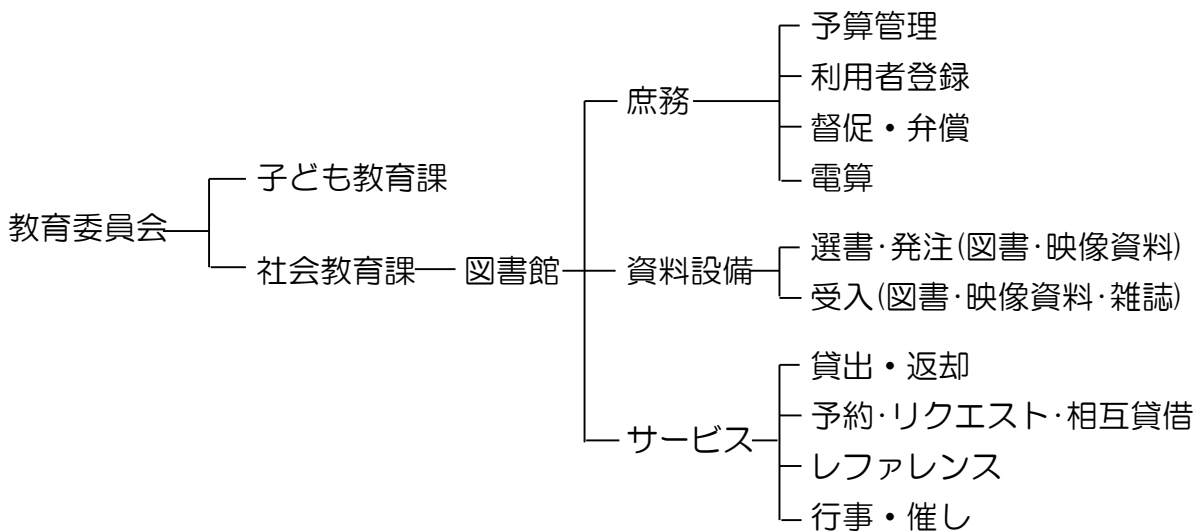 教育委員会
子ども教育課
社会教育課
図書館
庶務
予算管理
利用者登録
督促・弁償
電算
資料設備
選書・発注(図書・映像資料)
受入(図書・映像資料・雑誌)
サービス
貸出・返却
予約・リクエスト・相互貸借
レファレンス
行事・催し